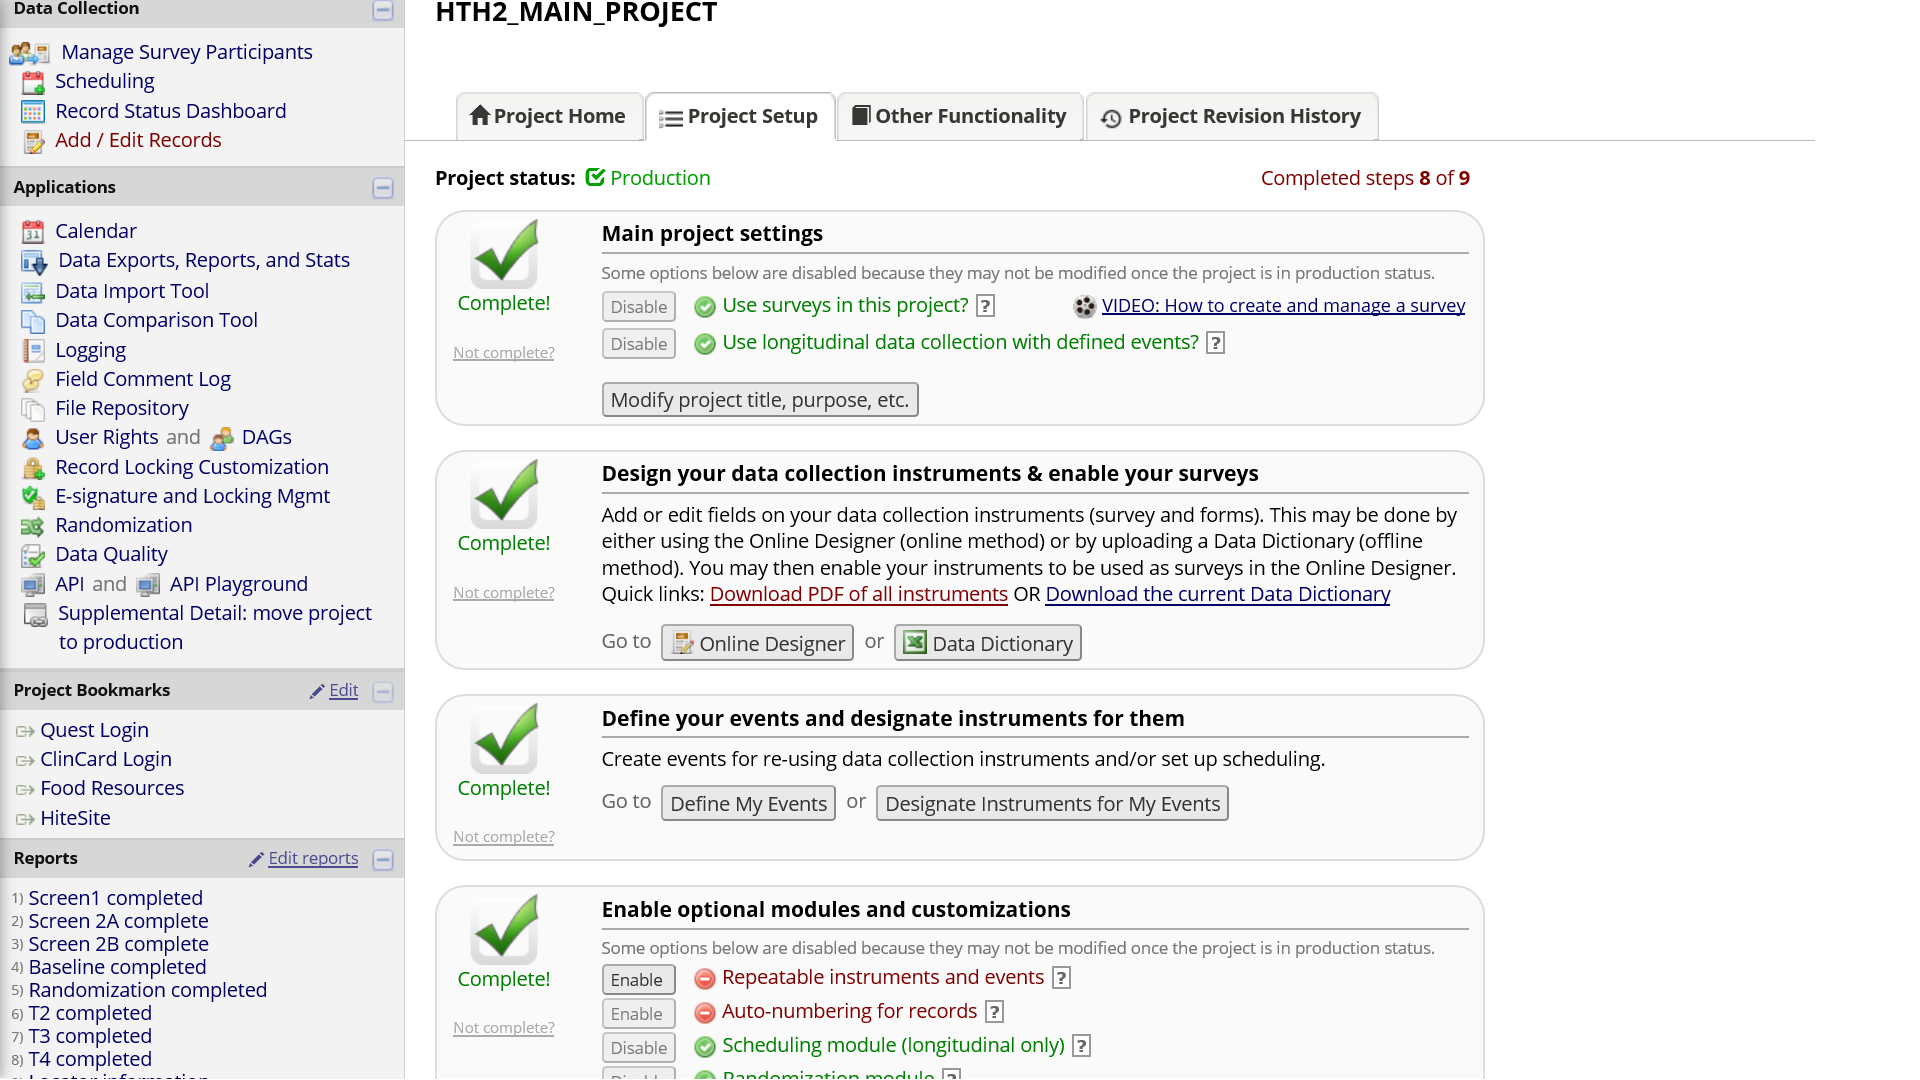 Data Collection
Manage Survey Participants
Scheduling
Record Status Dashboard
Add / Edit Records
Applications
31
Calendar
Data Exports, Reports, and Stats
Data Import Tool
Data Comparison Tool
Logging
Field Comment Log
File Repository
User Rights and DAGs
Record Locking Customization
E-signature and Locking Mgmt
Randomization
Data Quality
API and API Playground
Supplemental Detail: move project
to production
Project Bookmarks Edit
Quest Login
ClinCard Login
Food Resources
HiteSite
Reports Edit reports
1) Screen1 completed
2) Screen 2A complete
3) Screen 2B complete
4) Baseline completed
5) Randomization completed
6) T2 completed
7) T3 completed
8) T4 completed
Locator information
HTH2_MAIN_PROJECT
Project Home Project Setup Other Functionality Project Revision History
Project status: Production Completed steps 8 of 9
Complete!
Not complete?
Main project settings
Some options below are disabled because they may not be modified once the project is in production status.
Disable Use surveys in this project? ? VIDEO: How to create and manage a survey
Disable Use longitudinal data collection with defined events? ?
Modify project title, purpose, etc.
Complete!
Not complete?
Design your data collection instruments & enable your surveys
Add or edit fields on your data collection instruments (survey and forms). This may be done by
either using the Online Designer (online method) or by uploading a Data Dictionary (offline
method). You may then enable your instruments to be used as surveys in the Online Designer.
Quick links: Download PDF of all instruments OR Download the current Data Dictionary
Go to Online Designer or Data Dictionary
Complete!
Not complete?
Define your events and designate instruments for them
Create events for re-using data collection instruments and/or set up scheduling.
Go to Define My Events or Designate Instruments for My Events
Complete!
Not complete?
Enable optional modules and customizations
Some options below are disabled because they may not be modified once the project is in production status.
Enable Repeatable instruments and events ?
Enable Auto-numbering for records ?
Disable Scheduling module (longitudinal only) ?
Disable Randomization module ?